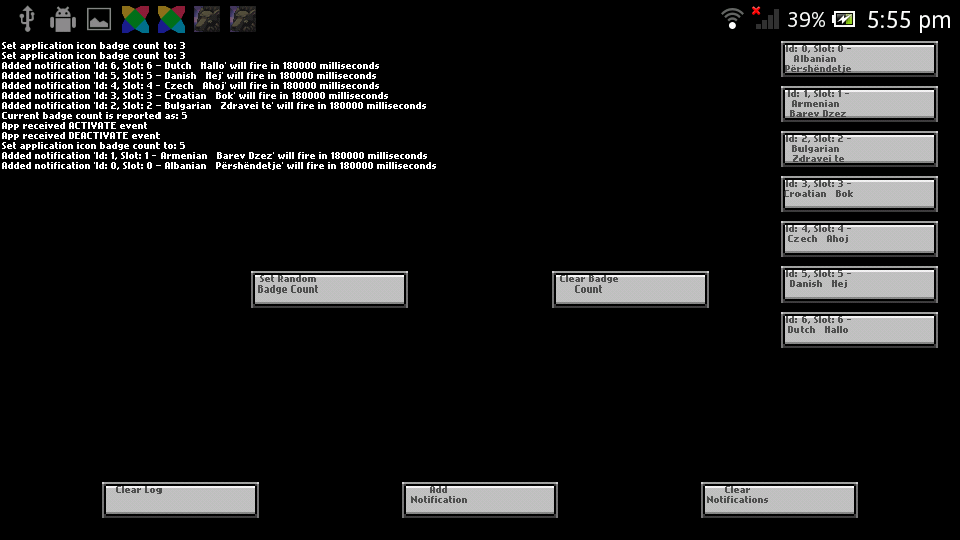 39% 5:55 pm
Set application icon badge count to: 3
Set application icon badge count to: 3
Added notification 'Id: 6, Slot: 6 - Dutch Hallo' will fire in 180000 milliseconds
Added notification 'Id: 5, Slot: 5 - Danish Hej' will fire in 180000 milliseconds
Added notification 'Id: 4, Slot: 4 - Czech Ahoj' will fire in 180000 milliseconds
Added notification 'Id: 3, Slot: 3 - Croatian Bok' will fire in 180000 milliseconds
Added notification 'Id: 2, Slot: 2 - Bulgarian Zdravei te' will fire in 180000 milliseconds
Current badge count is reported as: 5
App received ACTIVATE event
App received DEACTIVATE event
Set application icon badge count to: 5
Added notification 'Id: 1, Slot: 1 - Armenian Barev Dzez' will fire in 180000 milliseconds
Added notification 'Id: 0, Slot: 0 - Albanian Përshëndetje' will fire in 180000 milliseconds
Id: 0, Slot: 0 -
Albanian
Përshëndetje
Id: 1, Slot: 1 -
Armenian
Barev Dzez
Id: 2, Slot: 2 -
Bulgarian
Zdravei te
Id: 3, Slot: 3 -
Croatian Bok
Id: 4, Slot: 4 -
Czech Ahoj
Id: 5, Slot: 5 -
Danish Hej
Id: 6, Slot: 6 -
Dutch Hallo
Set Random
Badge Count
Clear Badge
Count
Clear Log
Add
Notification
Clear
Notifications